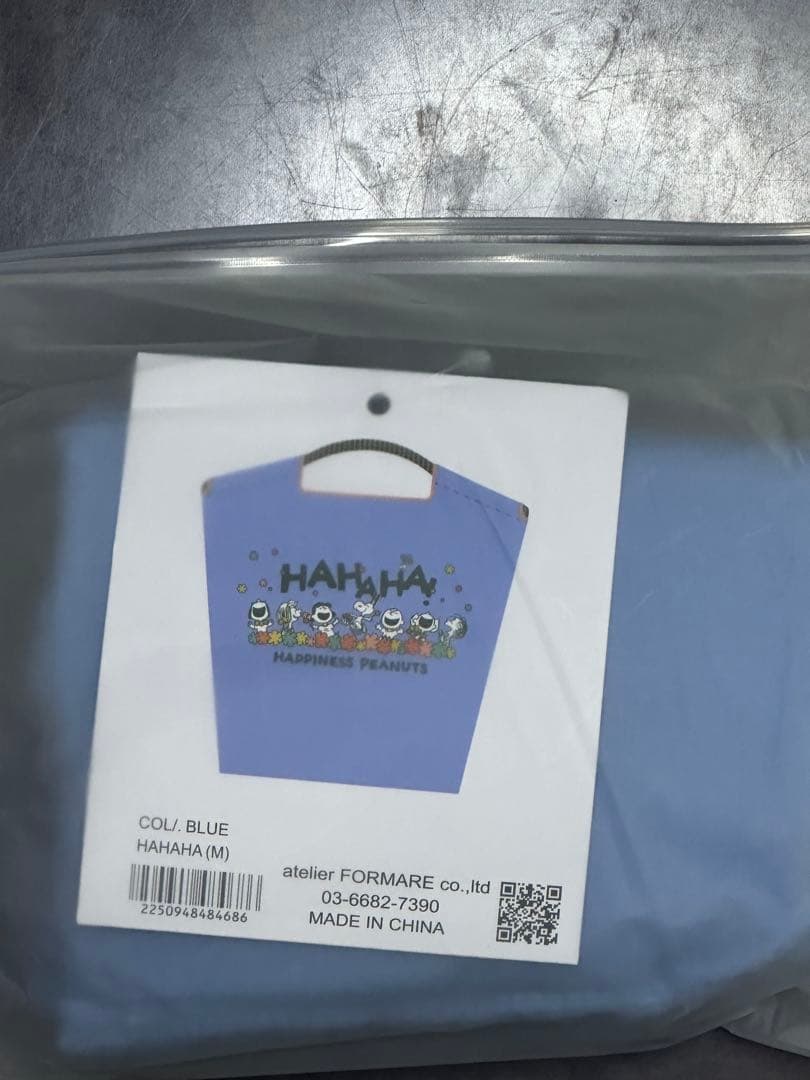 HAHAHA!
HAPPINESS PEANUTS
COL/. BLUE
HAHAHA (M)
2250948484686
atelier FORMARE co.,ltd
03-6682-7390
MADE IN CHINA